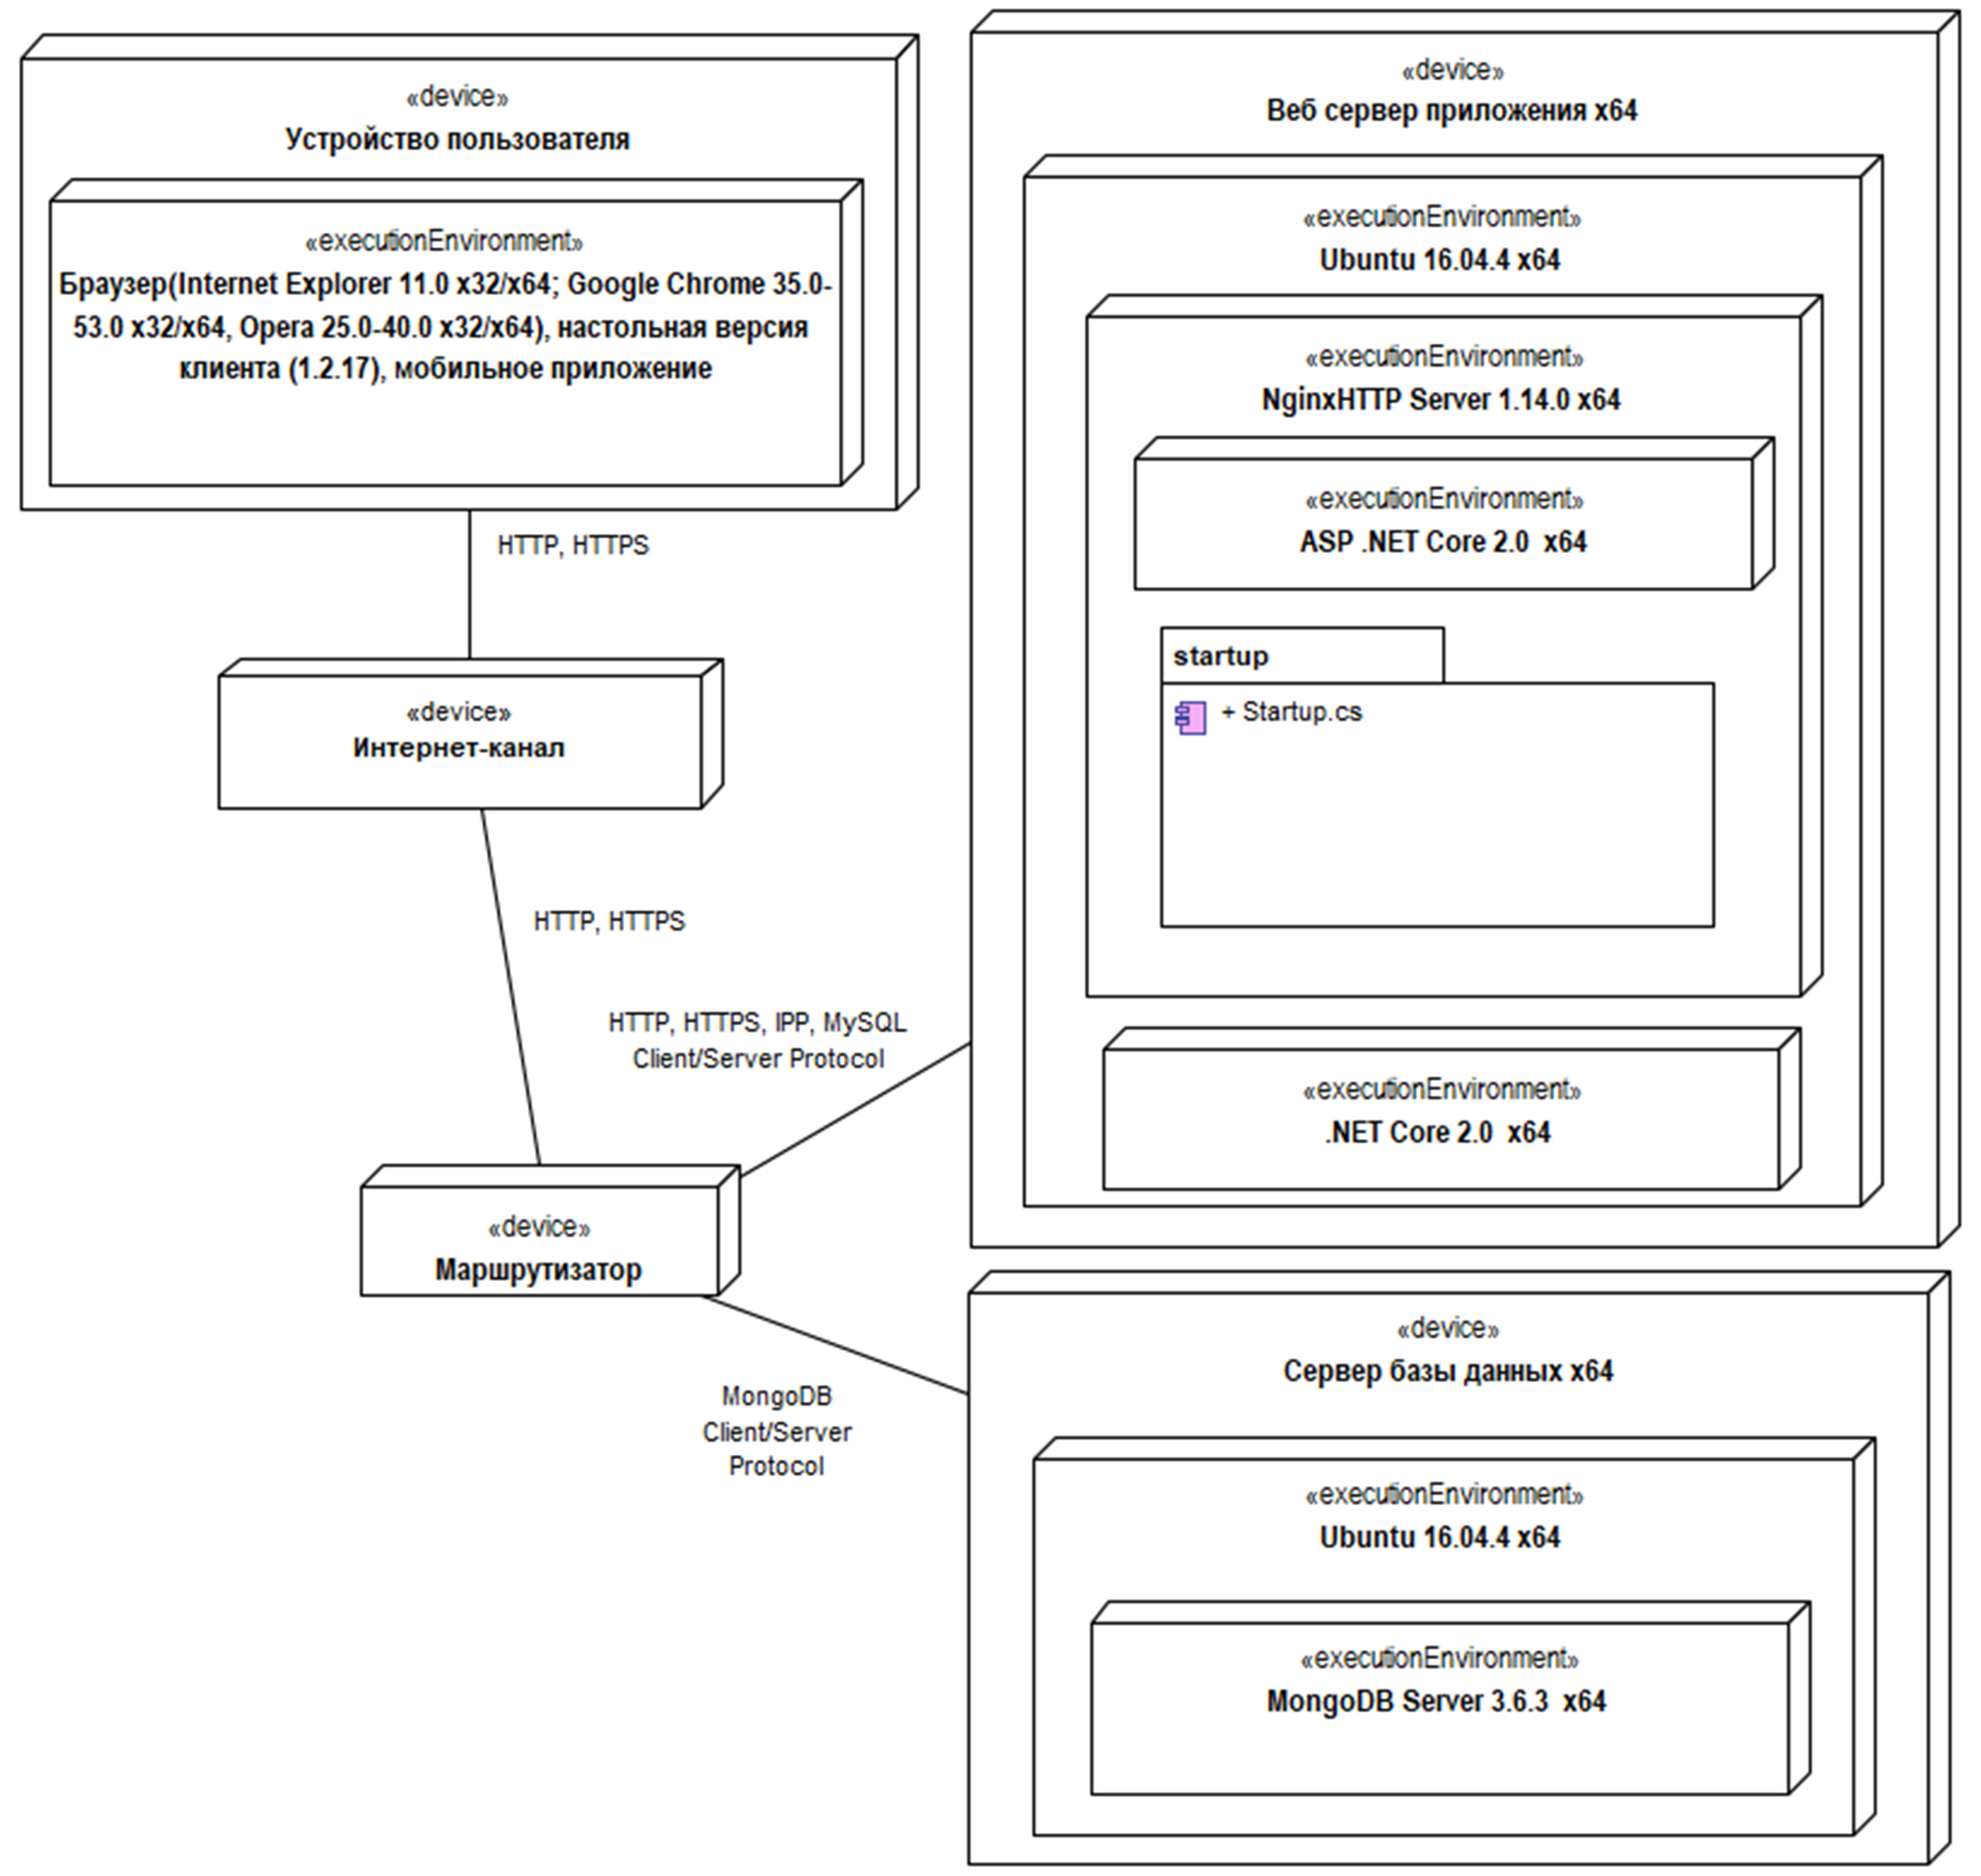 «device»
Устройство пользователя
«executionEnvironment»
Браузер(Internet Explorer 11.0 x32/x64; Google Chrome 35.0-
53.0 x32/x64, Opera 25.0-40.0 x32/x64), настольная версия
клиента (1.2.17), мобильное приложение
HTTP, HTTPS
«device»
Интернет-канал
HTTP, HTTPS
HTTP, HTTPS, IPP, MySQL
Client/Server Protocol
«device»
Маршрутизатор
MongoDB
Client/Server
Protocol
«device»
Веб сервер приложения x64
«executionEnvironment»
Ubuntu 16.04.4 x64
«executionEnvironment»
NginxHTTP Server 1.14.0 x64
«executionEnvironment»
ASP .NET Core 2.0 x64
startup
+ Startup.cs
«executionEnvironment»
.NET Core 2.0 x64
«device»
Сервер базы данных x64
«executionEnvironment»
Ubuntu 16.04.4 x64
«executionEnvironment»
MongoDB Server 3.6.3 x64